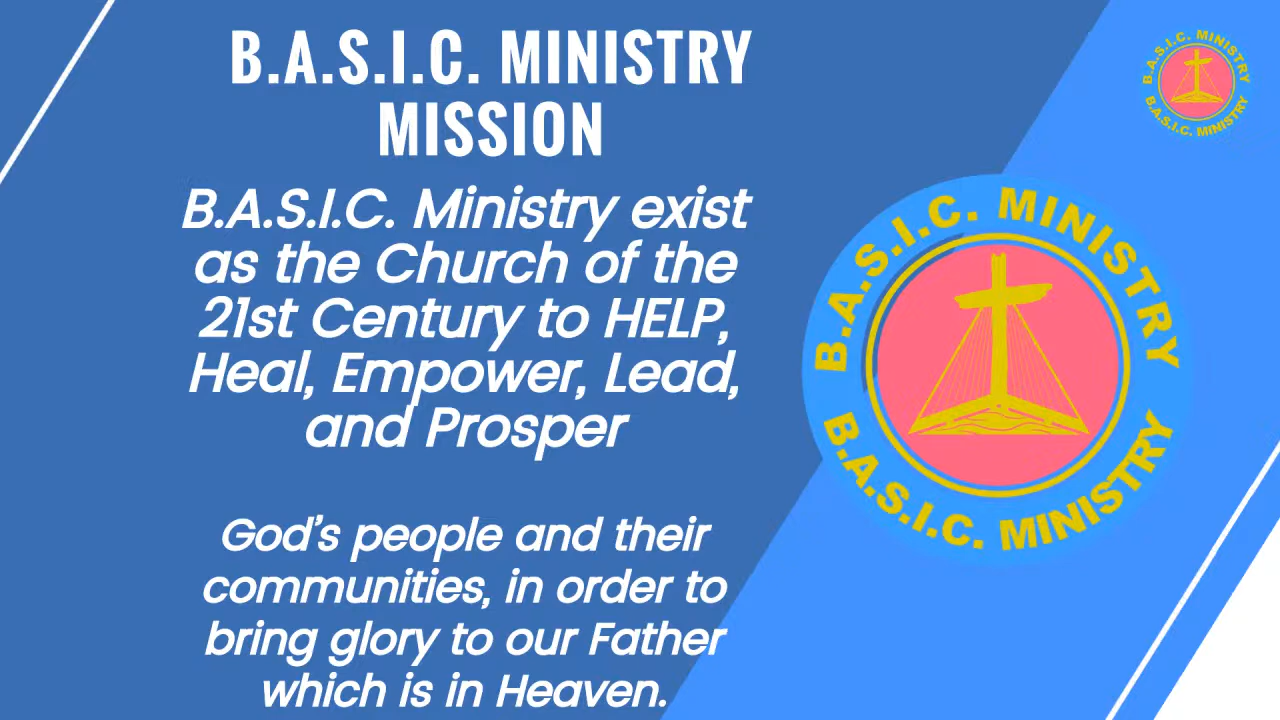 B.A.S.I.C. MINISTRY
MISSION
B.A.S.I.C. Ministry exist
as the Church of the
21st Century to HELP,
Heal, Empower, Lead,
and Prosper
God's people and their
communities, in order to
bring glory to our Father
which is in Heaven.
B.A.S.I.C. MINISTRY
B.A.S.I.C. MINISTRY
B.A.S.I.C. MINISTRY
B.A.S.I.C. MINISTRY